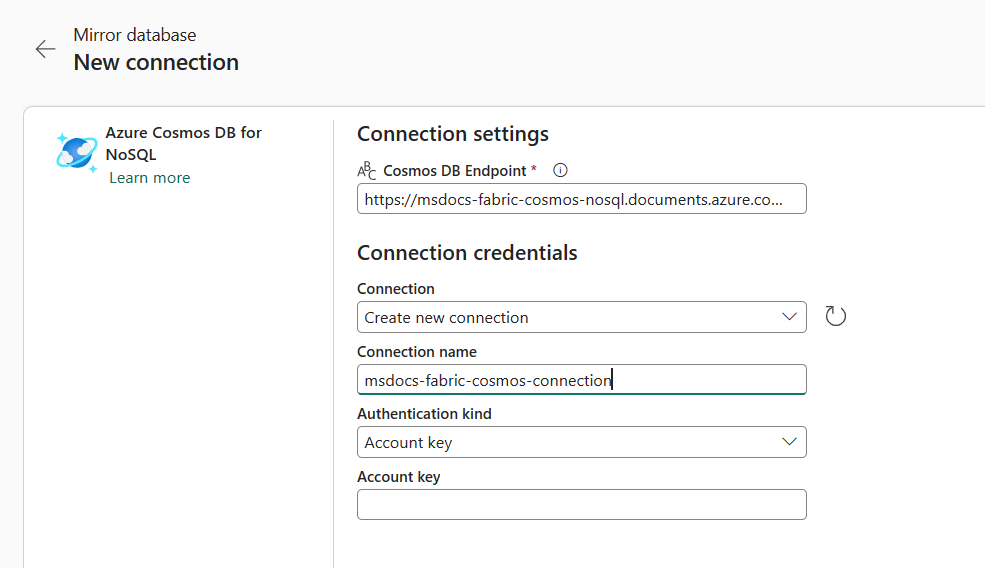 Mirror database
New connection
Azure Cosmos DB for
NoSQL
Learn more
Connection settings
ABC Cosmos DB Endpoint *
https://msdocs-fabric-cosmos-nosql.documents.azure.co...
Connection credentials
Connection
Create new connection
Connection name
msdocs-fabric-cosmos-connection
Authentication kind
Account key
Account key